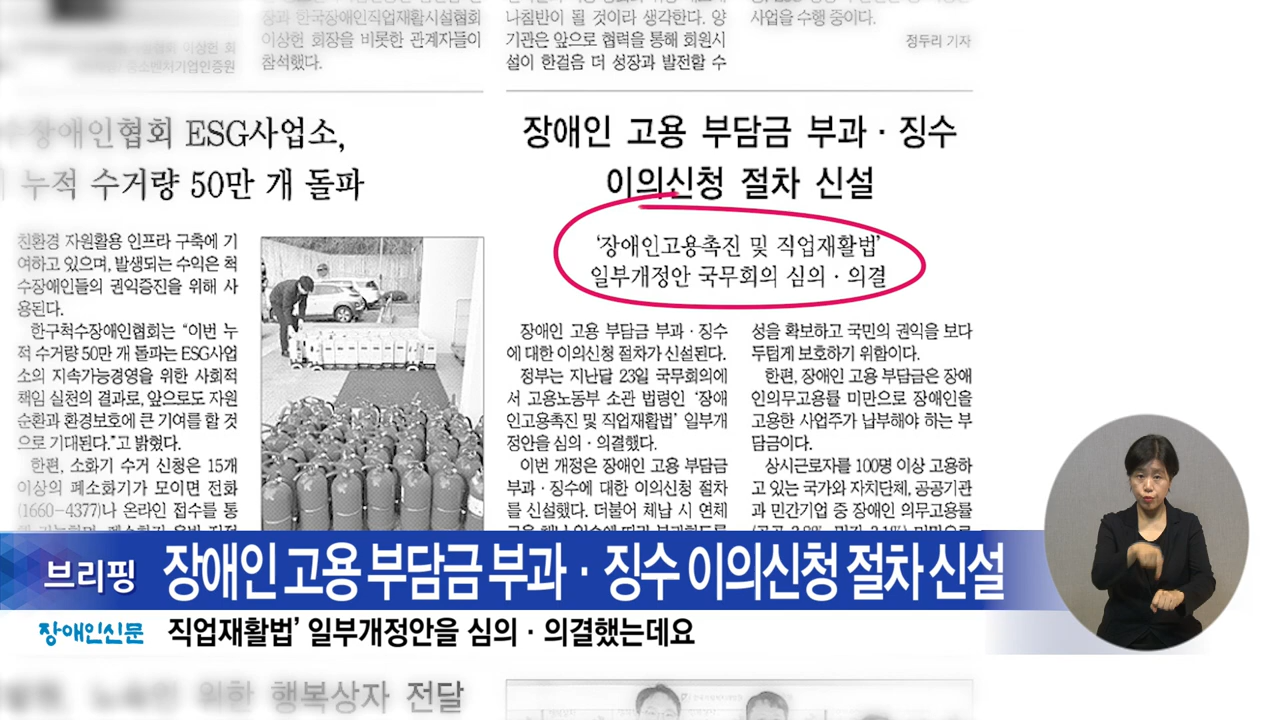 장과 한국장애인직업재활시설협회
이상헌 회장을 비롯한 관계자들이
참석했다.
나침반이 될 것이라 생각한다. 양
기관은 앞으로 협력을 통해 회원시
설이 한걸음 더 성장과 발전할 수
사업을 수행 중이다.
정두리 기자
수장애인협회 ESG사업소,
누적 수거량 50만 개 돌파
친환경 자원활용 인프라 구축에 기
여하고 있으며, 발생되는 수익은 척
수장애인들의 권익증진을 위해 사
용된다.
한국척수장애인협회는 “이번 누
적 수거량 50만 개 돌파는 ESG사업
소의 지속가능경영을 위한 사회적
책임 실천의 결과로, 앞으로도 자원
순환과 환경보호에 큰 기여를 할 것
으로 기대된다.”고 밝혔다.
한편, 소화기 수거 신청은 15개
이상의 폐소화기가 모이면 전화
(1660-4377)나 온라인 접수를 통
장애인 고용 부담금 부과·징수
이의신청 절차 신설
‘장애인고용촉진 및 직업재활법’
일부개정안 국무회의 심의·의결
장애인 고용 부담금 부과·징수
에 대한 이의신청 절차가 신설된다.
정부는 지난달 23일 국무회의에
서 고용노동부 소관 법령인 ‘장애
인고용촉진 및 직업재활법’ 일부개
정안을 심의·의결했다.
이번 개정은 장애인 고용 부담금
부과·징수에 대한 이의신청 절차
를 신설했다. 더불어 체납 시 연체
성을 확보하고 국민의 권익을 보다
두텁게 보호하기 위함이다.
한편, 장애인 고용 부담금은 장애
인의무고용률 미만으로 장애인을
고용한 사업주가 납부해야 하는 부
담금이다.
상시근로자를 100명 이상 고용하
고 있는 국가와 자치단체, 공공기관
과 민간기업 중 장애인 의무고용률
브리핑 장애인 고용 부담금 부과·징수 이의신청 절차 신설
장애인신문 직업재활법’ 일부개정안을 심의·의결했는데요
위한 행복상자 전달